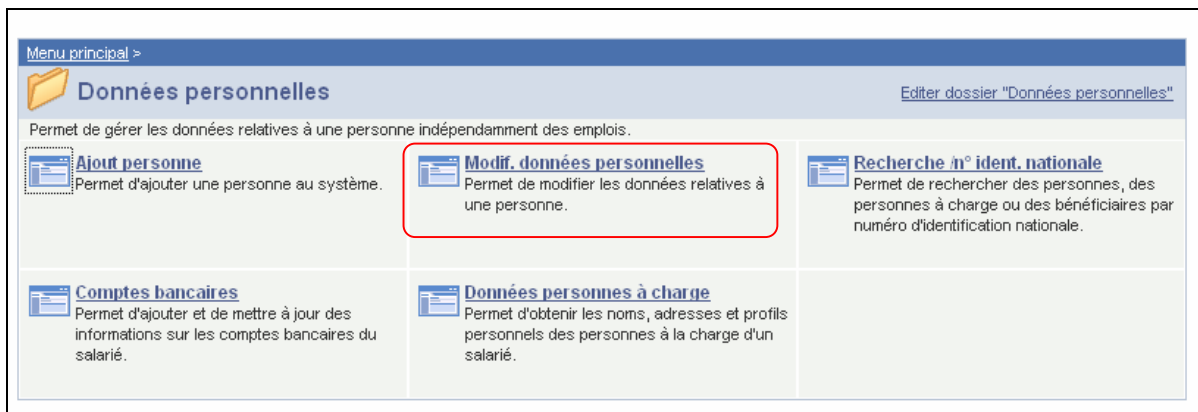 Menu principal >
Données personnelles
Editer dossier "Données personnelles"
Permet de gérer les données relatives à une personne indépendamment des emplois.
Ajout personne
Permet d'ajouter une personne au système.
Modif. données personnelles
Permet de modifier les données relatives à
une personne.
Recherche /n° ident. nationale
Permet de rechercher des personnes, des
personnes à charge ou des bénéficiaires par
numéro d'identification nationale.
Comptes bancaires
Permet d'ajouter et de mettre à jour des
informations sur les comptes bancaires du
salarié.
Données personnes à charge
Permet d'obtenir les noms, adresses et profils
personnels des personnes à la charge d'un
salarié.